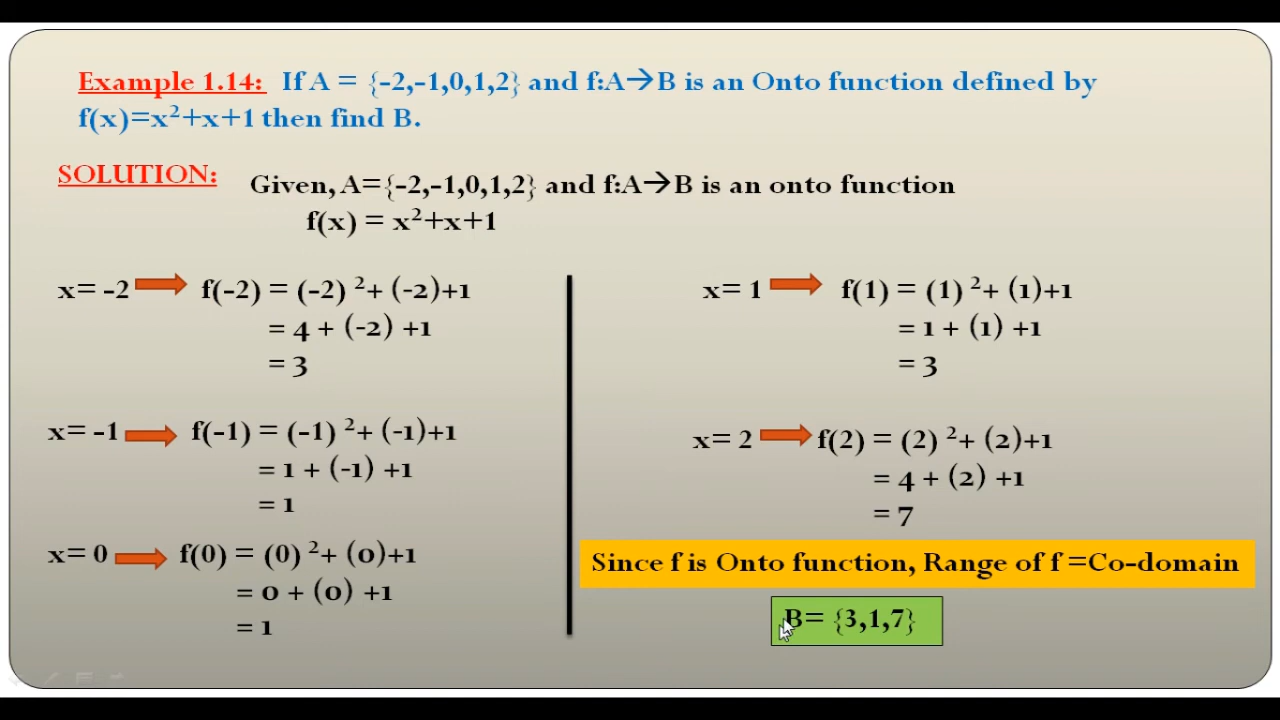 Example 1.14: If A = {-2,-1,0,1,2} and f:A→B is an Onto function defined by
f(x)=x²+x+1 then find B.
SOLUTION:
Given, A={-2,-1,0,1,2} and f:A→B is an onto function
f(x) = x²+x+1
x= -2 → f(-2) = (-2) ²+ (-2)+1
= 4 + (-2) +1
= 3
x= -1 → f(-1) = (-1) ²+ (-1)+1
= 1 + (-1) +1
= 1
x= 0 → f(0) = (0) ²+ (0)+1
= 0 + (0) +1
= 1
x= 1 → f(1) = (1) ²+ (1)+1
= 1 + (1) +1
= 3
x= 2 → f(2) = (2) ²+ (2)+1
= 4 + (2) +1
= 7
Since f is Onto function, Range of f =Co-domain
B= {3,1,7}